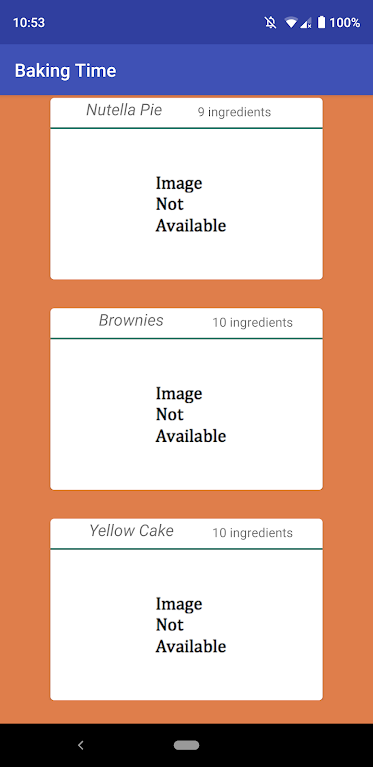 10:53 100%
Baking Time
Nutella Pie 9 ingredients
Image
Not
Available
Brownies 10 ingredients
Image
Not
Available
Yellow Cake 10 ingredients
Image
Not
Available